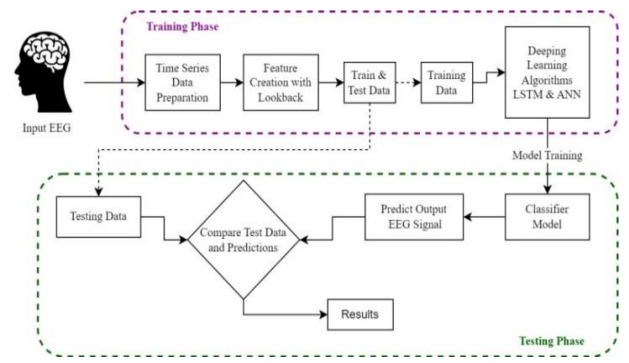 Training Phase
Input EEG
Time Series
Data
Preparation
Feature
Creation with
Lookback
Train &
Test Data
Training
Data
Deeping
Learning
Algorithms
LSTM & ANN
Model Training
Testing Data
Compare Test Data
and Predictions
Predict Output
EEG Signal
Classifier
Model
Results
Testing Phase